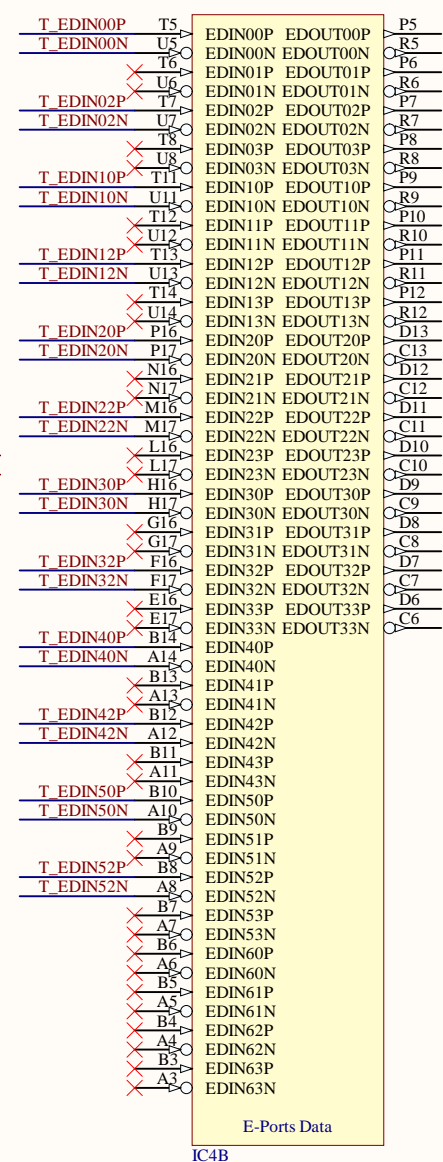 T_EDIN00P T5 EDIN00P EDOUT00P P5
T_EDIN00N U5 EDIN00N EDOUT00N R5
T6 EDIN01P EDOUT01P P6
U6 EDIN01N EDOUT01N R6
T_EDIN02P T7 EDIN02P EDOUT02P P7
T_EDIN02N U7 EDIN02N EDOUT02N R7
T8 EDIN03P EDOUT03P P8
U8 EDIN03N EDOUT03N R8
T_EDIN10P T11 EDIN10P EDOUT10P P9
T_EDIN10N U11 EDIN10N EDOUT10N R9
T12 EDIN11P EDOUT11P P10
U12 EDIN11N EDOUT11N R10
T_EDIN12P T13 EDIN12P EDOUT12P P11
T_EDIN12N U13 EDIN12N EDOUT12N R11
T14 EDIN13P EDOUT13P P12
U14 EDIN13N EDOUT13N R12
T_EDIN20P P16 EDIN20P EDOUT20P D13
T_EDIN20N P17 EDIN20N EDOUT20N C13
N16 EDIN21P EDOUT21P D12
N17 EDIN21N EDOUT21N C12
T_EDIN22P M16 EDIN22P EDOUT22P D11
T_EDIN22N M17 EDIN22N EDOUT22N C11
L16 EDIN23P EDOUT23P D10
L17 EDIN23N EDOUT23N C10
T_EDIN30P H16 EDIN30P EDOUT30P D9
T_EDIN30N H17 EDIN30N EDOUT30N C9
G16 EDIN31P EDOUT31P D8
G17 EDIN31N EDOUT31N C8
T_EDIN32P F16 EDIN32P EDOUT32P D7
T_EDIN32N F17 EDIN32N EDOUT32N C7
E16 EDIN33P EDOUT33P D6
E17 EDIN33N EDOUT33N C6
T_EDIN40P B14 EDIN40P
T_EDIN40N A14 EDIN40N
B13 EDIN41P
A13 EDIN41N
T_EDIN42P B12 EDIN42P
T_EDIN42N A12 EDIN42N
B11 EDIN43P
A11 EDIN43N
T_EDIN50P B10 EDIN50P
T_EDIN50N A10 EDIN50N
B9 EDIN51P
A9 EDIN51N
T_EDIN52P B8 EDIN52P
T_EDIN52N A8 EDIN52N
B7 EDIN53P
A7 EDIN53N
B6 EDIN60P
A6 EDIN60N
B5 EDIN61P
A5 EDIN61N
B4 EDIN62P
A4 EDIN62N
B3 EDIN63P
A3 EDIN63N
E-Ports Data
IC4B